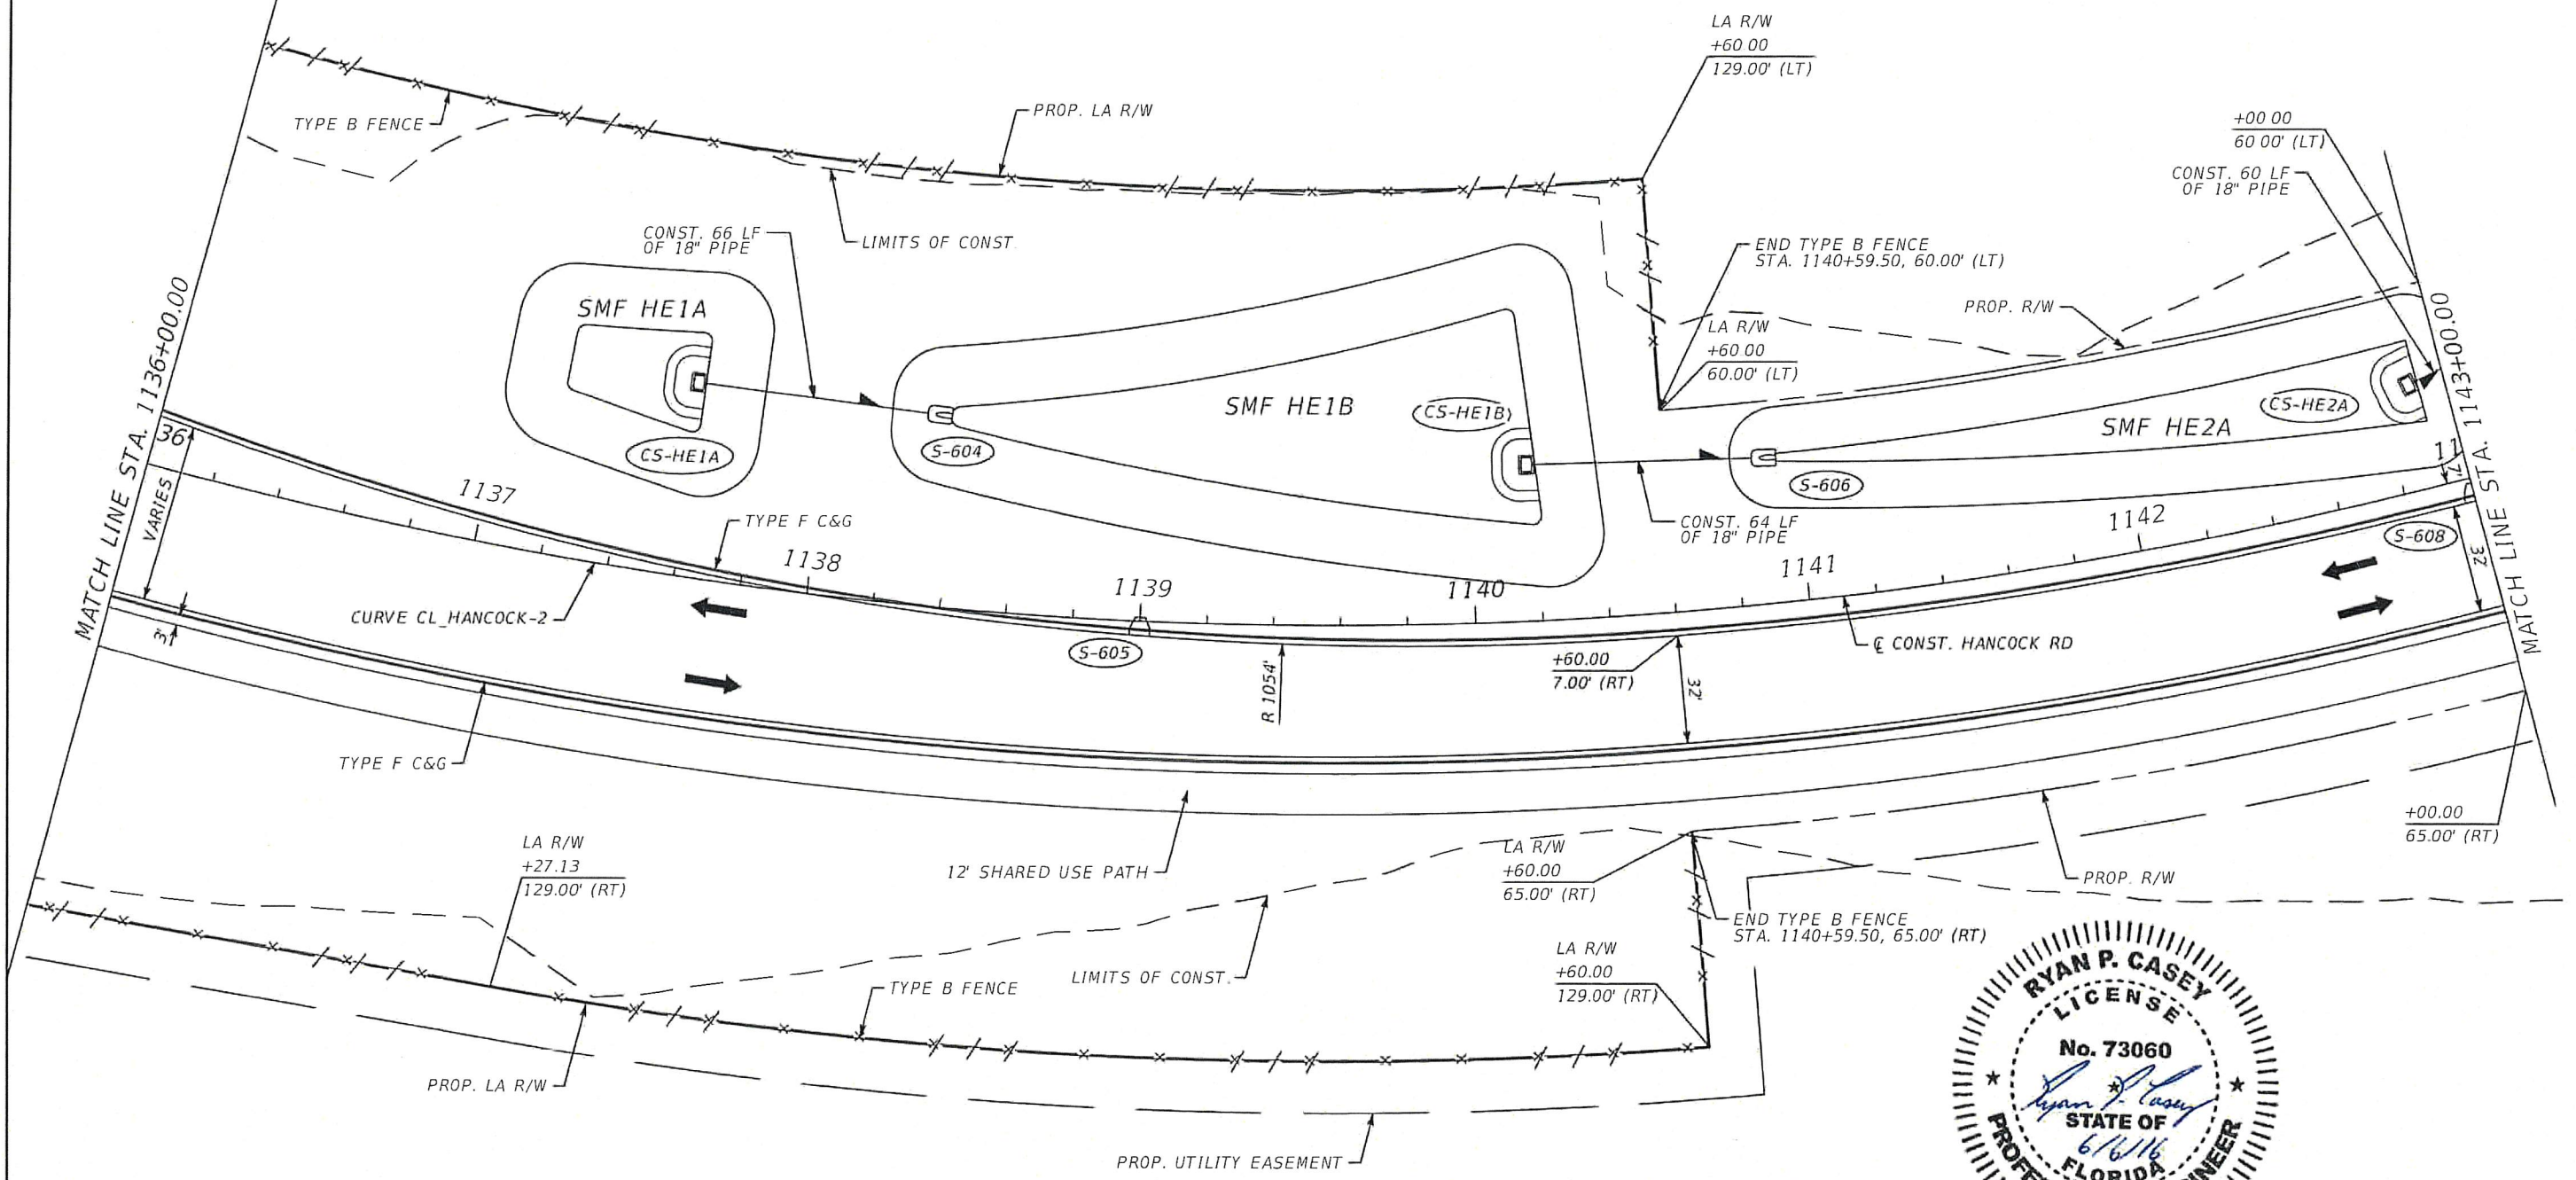 LA R/W
+60 00
129.00' (LT)
TYPE B FENCE
PROP. LA R/W
+00 00
60 00' (LT)
CONST. 60 LF
OF 18" PIPE
CONST. 66 LF
OF 18" PIPE
LIMITS OF CONST.
END TYPE B FENCE
STA. 1140+59.50, 60.00' (LT)
PROP. R/W
LA R/W
+60 00
60.00' (LT)
SMF HE1A
SMF HE1B
SMF HE2A
CS-HE1A
S-604
CS-HE1B
S-606
CS-HE2A
MATCH LINE STA. 1136+00.00
36
VARIES
1137
TYPE F C&G
1138
1139
1140
CONST. 64 LF
OF 18" PIPE
1141
1142
11
7'
S-608
32'
MATCH LINE STA. 1143+00.00
CURVE CL_HANCOCK-2
3'
S-605
R 1054'
+60.00
7.00' (RT)
32'
℄ CONST. HANCOCK RD
TYPE F C&G
LA R/W
+27.13
129.00' (RT)
12' SHARED USE PATH
LA R/W
+60.00
65.00' (RT)
PROP. R/W
+00.00
65.00' (RT)
END TYPE B FENCE
STA. 1140+59.50, 65.00' (RT)
LA R/W
+60.00
129.00' (RT)
LIMITS OF CONST.
TYPE B FENCE
PROP. LA R/W
PROP. UTILITY EASEMENT
RYAN P. CASEY
LICENSE
No. 73060
Ryan P. Casey
STATE OF
6/6/16
FLORIDA